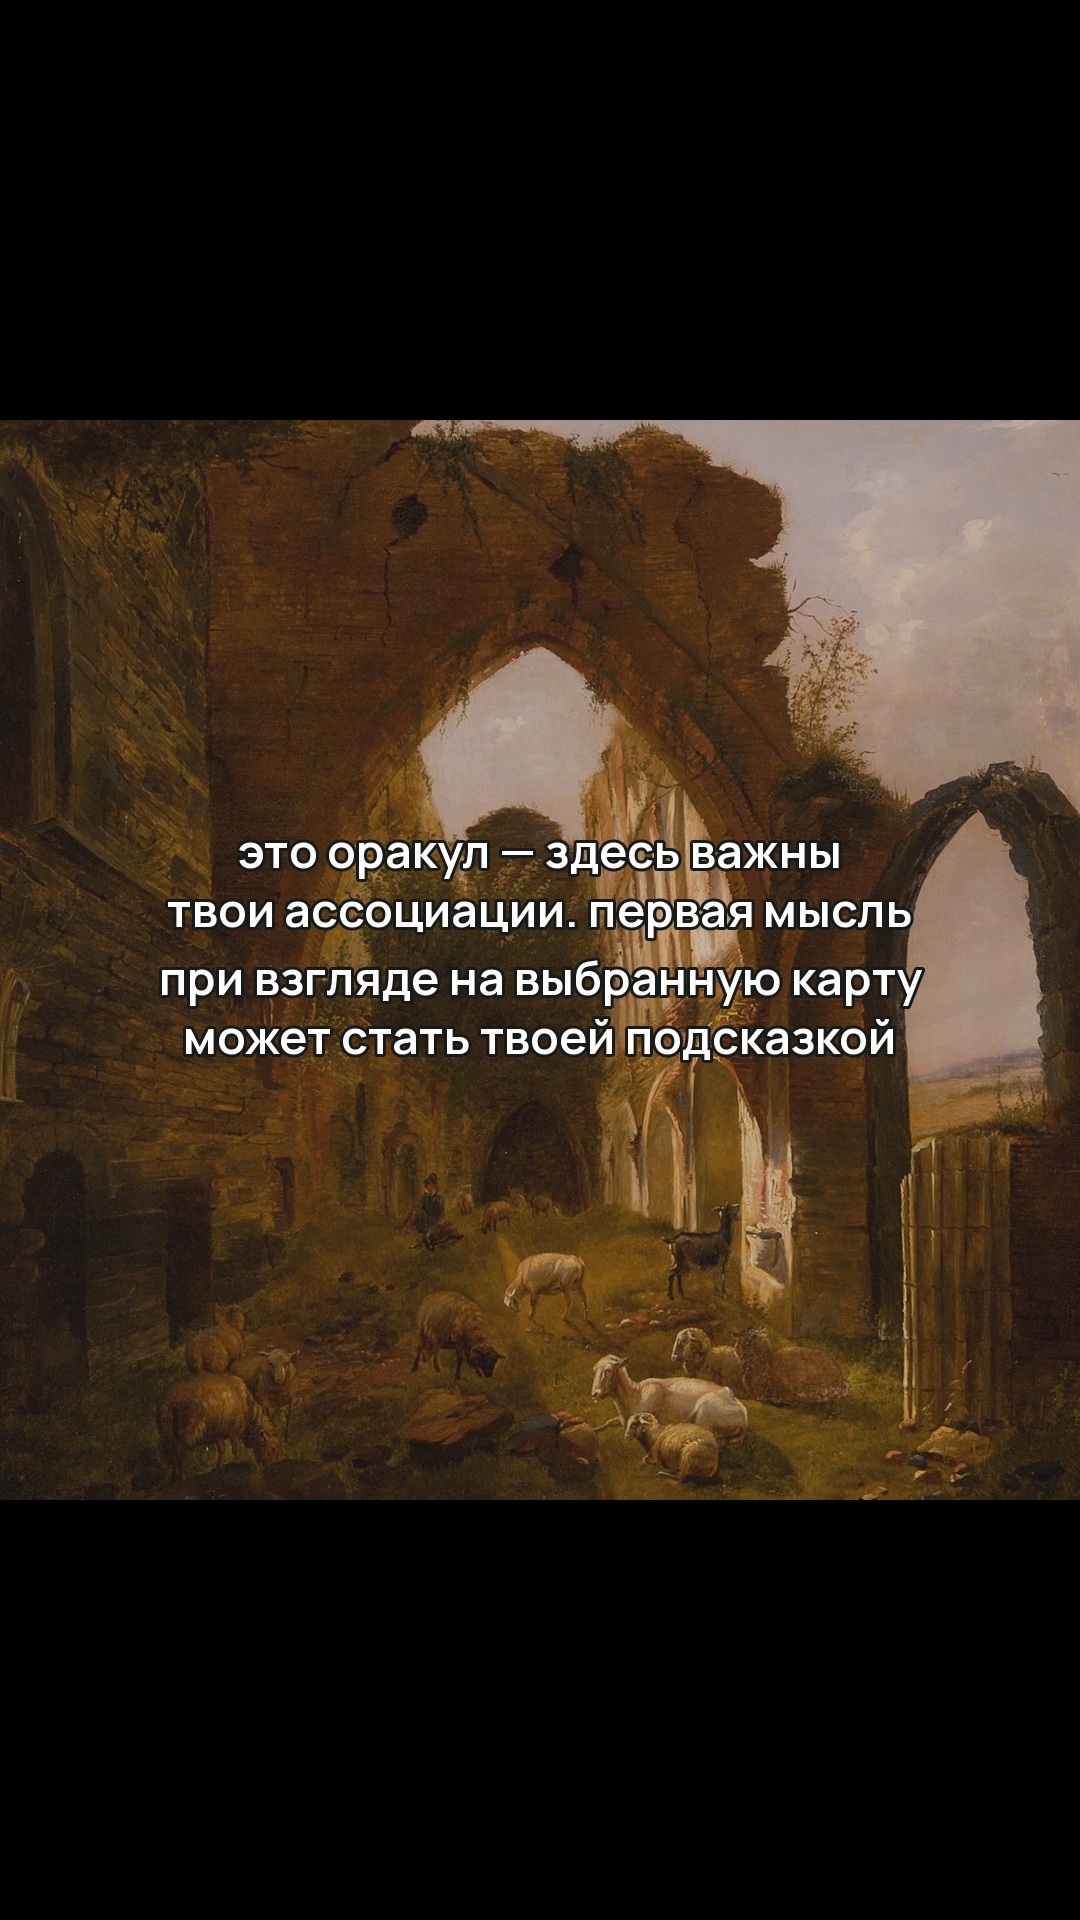 это оракул — здесь важны
твои ассоциации. первая мысль
при взгляде на выбранную карту
может стать твоей подсказкой